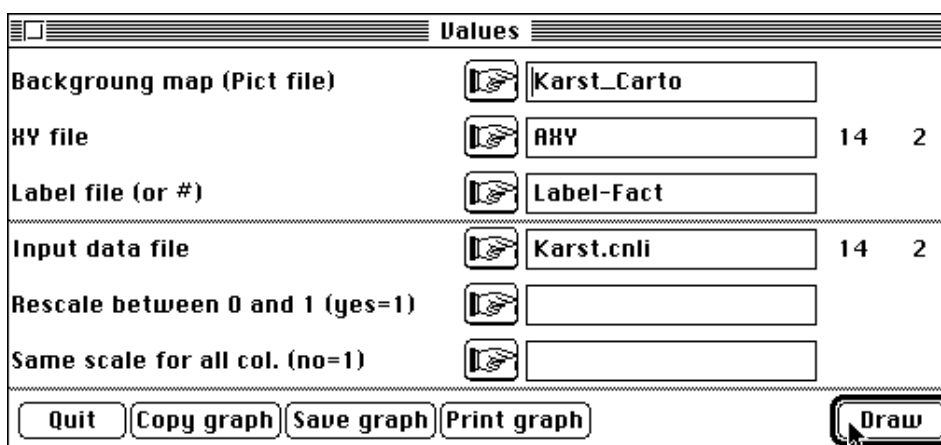 Values
Backgroung map (Pict file) Karst_Carto
XY file AXY 14 2
Label file (or #) Label-Fact
Input data file Karst.cnli 14 2
Rescale between 0 and 1 (yes=1)
Same scale for all col. (no=1)
Quit Copy graph Save graph Print graph Draw